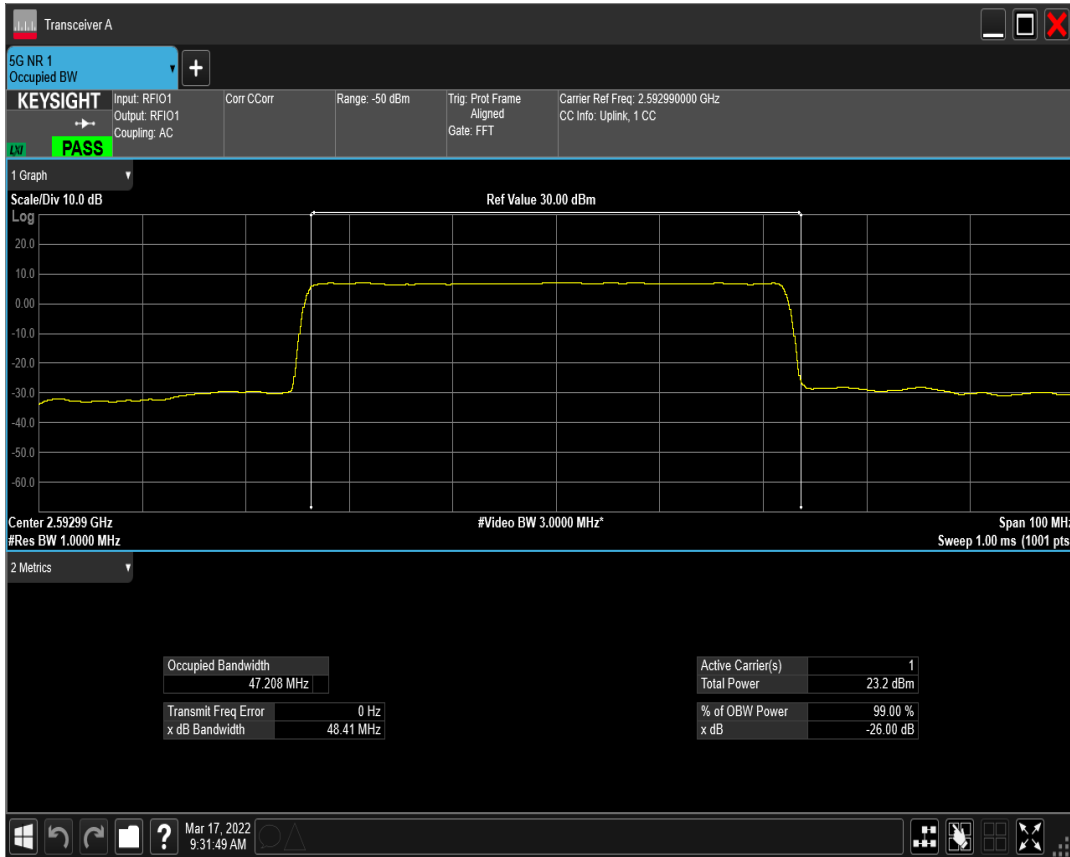 Transceiver A
5G NR 1
Occupied BW
+
KEYSIGHT
LXI
PASS
Input: RFIO1
Output: RFIO1
Coupling: AC
Corr CCorr
Range: -50 dBm
Trig: Prot Frame
Aligned
Gate: FFT
Carrier Ref Freq: 2.592990000 GHz
CC Info: Uplink, 1 CC
1 Graph
Scale/Div 10.0 dB
Ref Value 30.00 dBm
Log
20.0
10.0
0.00
-10.0
-20.0
-30.0
-40.0
-50.0
-60.0
Center 2.59299 GHz
#Video BW 3.0000 MHz*
Span 100 MHz
#Res BW 1.0000 MHz
Sweep 1.00 ms (1001 pts
2 Metrics
Occupied Bandwidth
47.208 MHz
Transmit Freq Error 0 Hz
x dB Bandwidth 48.41 MHz
Active Carrier(s) 1
Total Power 23.2 dBm
% of OBW Power 99.00 %
x dB -26.00 dB
?
Mar 17, 2022
9:31:49 AM